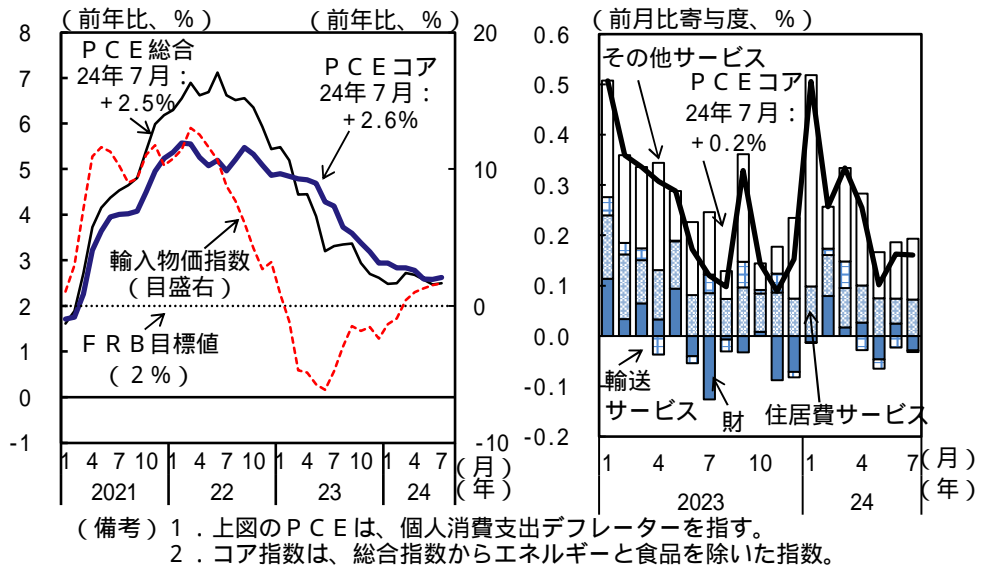 （前年比、％）
（前年比、％）
8
7
6
5
4
3
2
1
0
-1
20
10
0
-10
ＰＣＥ総合
24年７月：
+2.5%
ＰＣＥコア
24年７月：
+2.6%
輸入物価指数
（目盛右）
ＦＲＢ目標値
（２％）
1 4 7 10 1 4 7 10 1 4 7 10 1 4 7
（月）
2021 22 23 24
（年）
（前月比寄与度、％）
0.6
0.5
0.4
0.3
0.2
0.1
0.0
-0.1
-0.2
その他サービス
ＰＣＥコア
24年７月：
+0.2%
輸送
サービス
財
住居費サービス
1 4 7 10 1 4 7
（月）
2023 24
（年）
（備考）１．上図のＰＣＥは、個人消費支出デフレーターを指す。
２．コア指数は、総合指数からエネルギーと食品を除いた指数。